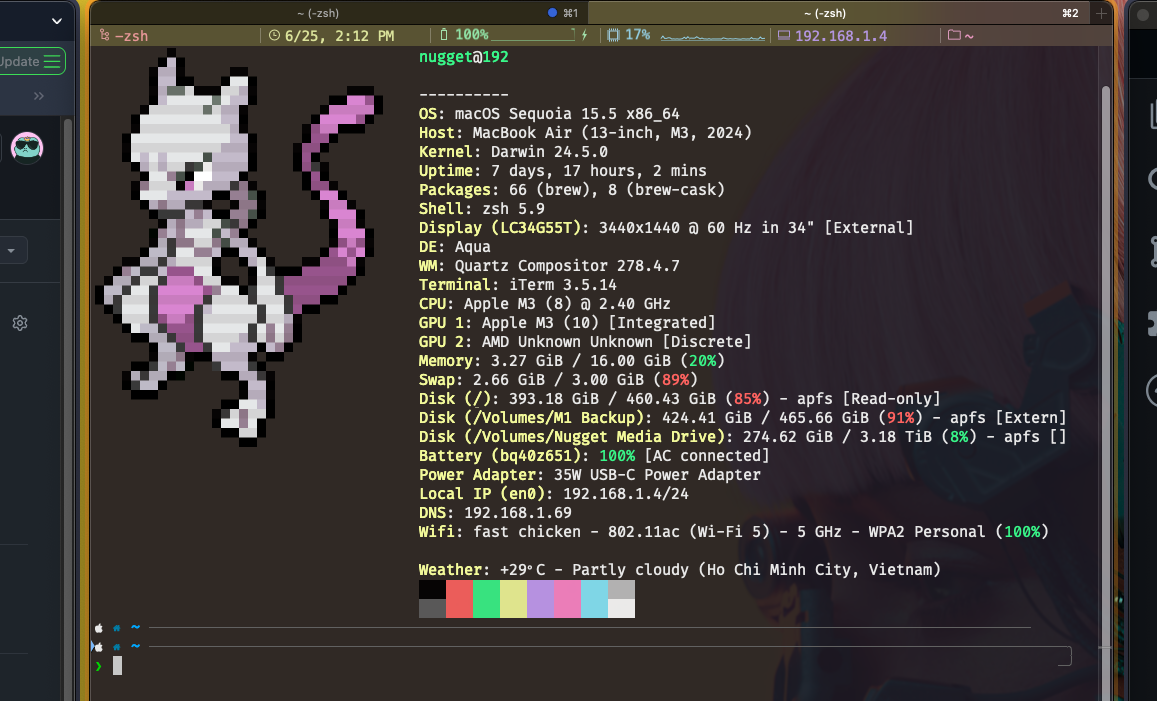 ~ (-zsh)
⌘1
~ (-zsh)
⌘2
Update
-zsh
6/25, 2:12 PM
100%
17%
192.168.1.4
~
nugget@192
----------
OS: macOS Sequoia 15.5 x86_64
Host: MacBook Air (13-inch, M3, 2024)
Kernel: Darwin 24.5.0
Uptime: 7 days, 17 hours, 2 mins
Packages: 66 (brew), 8 (brew-cask)
Shell: zsh 5.9
Display (LC34G55T): 3440x1440 @ 60 Hz in 34" [External]
DE: Aqua
WM: Quartz Compositor 278.4.7
Terminal: iTerm 3.5.14
CPU: Apple M3 (8) @ 2.40 GHz
GPU 1: Apple M3 (10) [Integrated]
GPU 2: AMD Unknown Unknown [Discrete]
Memory: 3.27 GiB / 16.00 GiB (20%)
Swap: 2.66 GiB / 3.00 GiB (89%)
Disk (/): 393.18 GiB / 460.43 GiB (85%) - apfs [Read-only]
Disk (/Volumes/M1 Backup): 424.41 GiB / 465.66 GiB (91%) - apfs [Extern]
Disk (/Volumes/Nugget Media Drive): 274.62 GiB / 3.18 TiB (8%) - apfs []
Battery (bq40z651): 100% [AC connected]
Power Adapter: 35W USB-C Power Adapter
Local IP (en0): 192.168.1.4/24
DNS: 192.168.1.69
Wifi: fast chicken - 802.11ac (Wi-Fi 5) - 5 GHz - WPA2 Personal (100%)
Weather: +29°C - Partly cloudy (Ho Chi Minh City, Vietnam)
~
~
❯